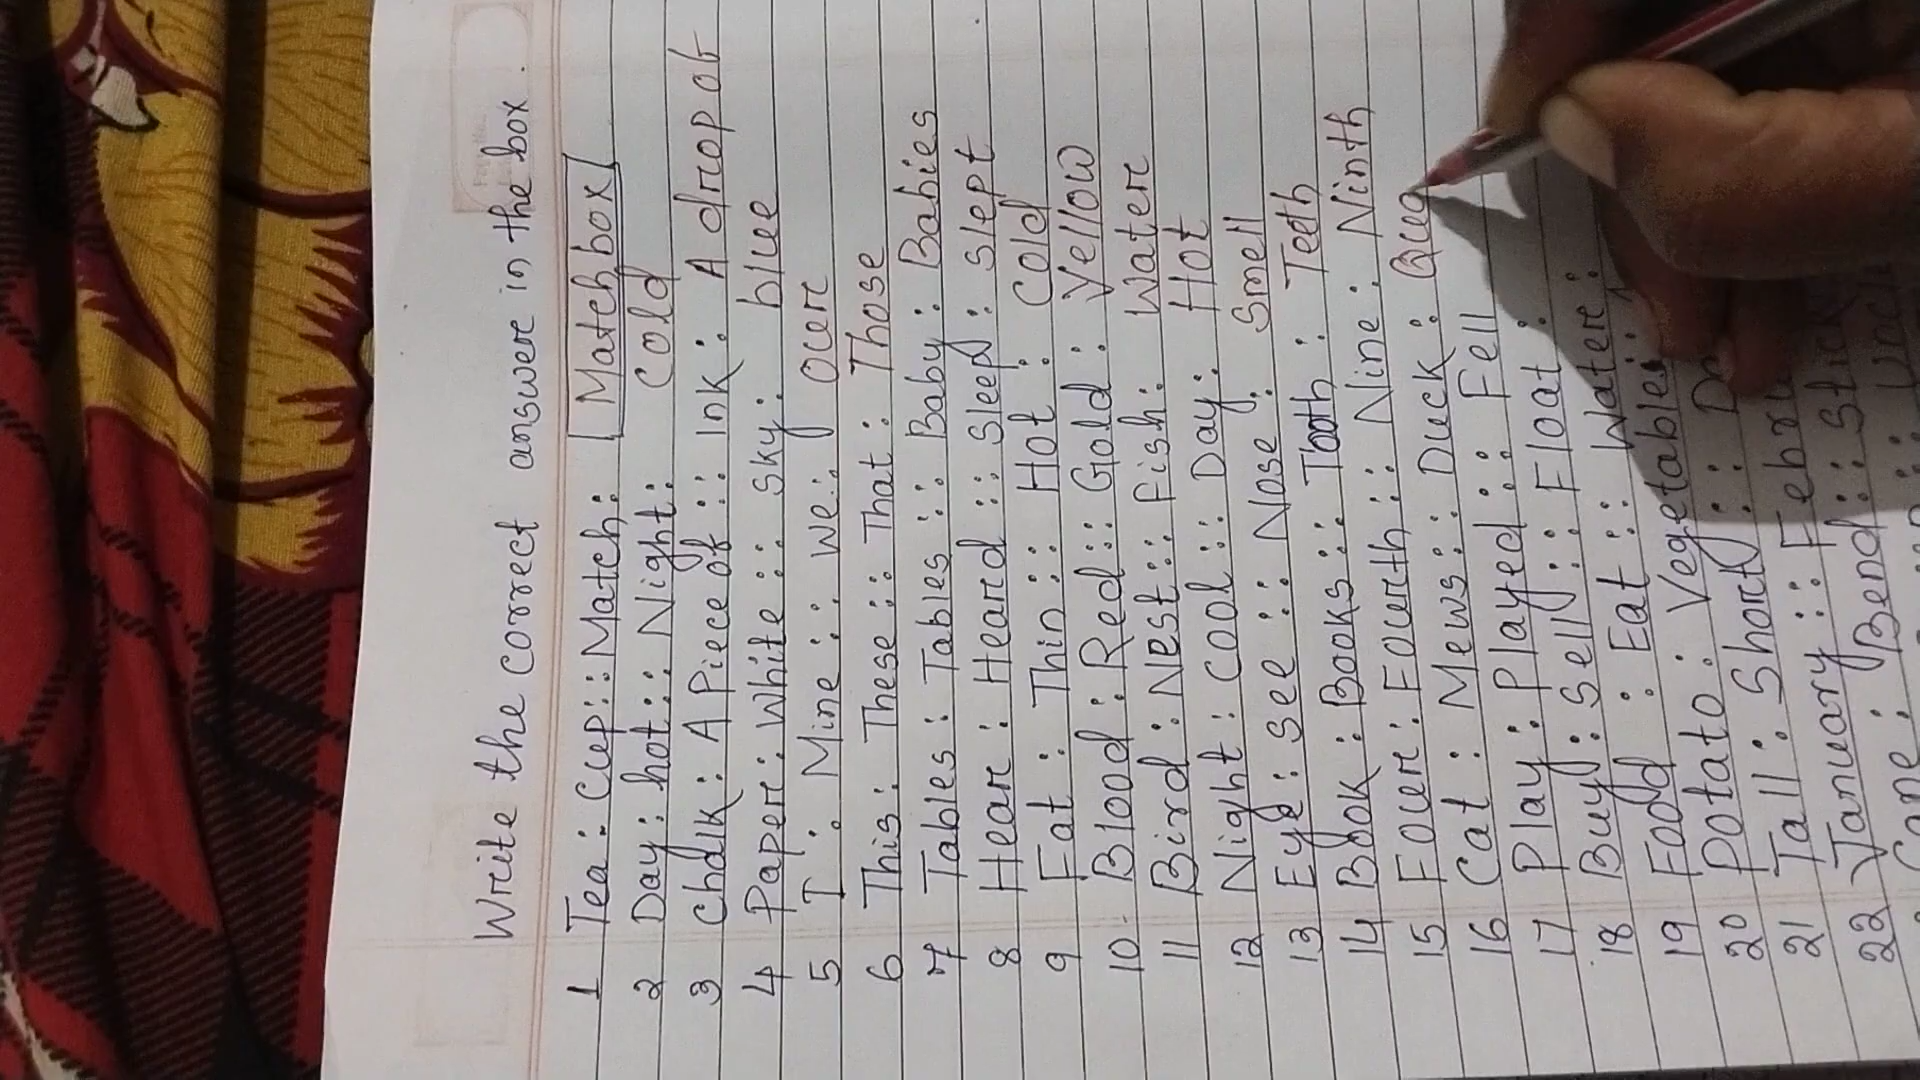 Write the correct answer in the box.
1 Tea : Cup :: Match : Matchbox
2 Day : hot :: Night : Cold
3 Chalk : A Piece of :: Ink : A drop of
4 Paper : White :: Sky : blue
5 I : Mine :: We : Our
6 This : These :: That : Those
7 Tables : Tables :: Baby : Babies
8 Hear : Heard :: Sleep : Slept
9 Fat : Thin :: Hot : Cold
10 Blood : Red :: Gold : Yellow
11 Bird : Nest :: Fish : Water
12 Night : Cool :: Day : Hot
13 Eye : See :: Nose : Smell
14 Book : Books :: Tooth : Teeth
15 Four : Fourth :: Nine : Ninth
16 Cat : Mews :: Duck : Qua
17 Play : Played :: Fell
18 Buy : Sell :: Float :
19 Food : Eat :: Water :
20 Potato : Vegetables :
21 Tall : Short ::
22 January :: Febru
Cane : Bend :: Stick